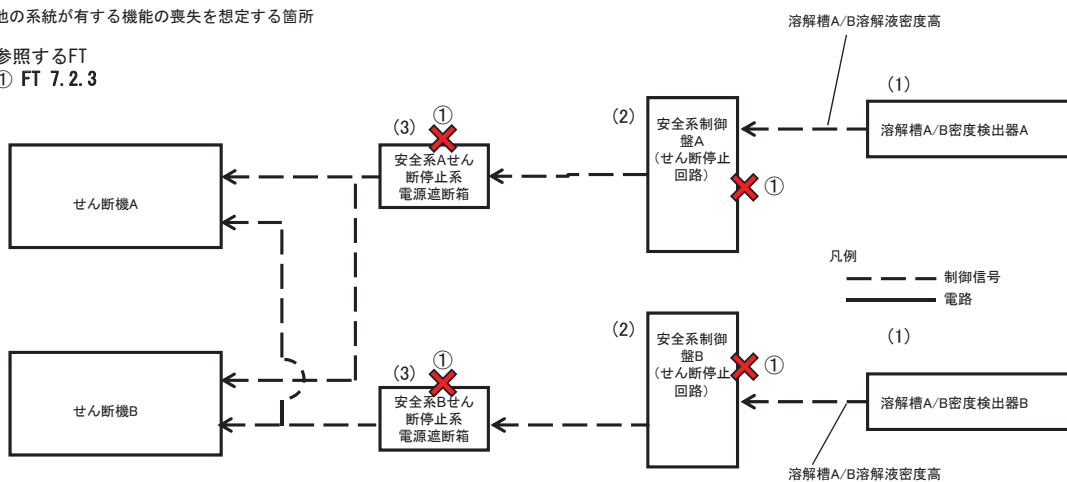 他の系統が有する機能の喪失を想定する箇所
参照するFT
① FT 7.2.3
溶解槽A/B溶解液密度高
(1)
溶解槽A/B密度検出器A
(2)
安全系制御
盤A
(せん断停止
回路)
①
(3)
①
安全系Aせん
断停止系
電源遮断箱
せん断機A
凡例
制御信号
電路
(1)
溶解槽A/B密度検出器B
溶解槽A/B溶解液密度高
(2)
安全系制御
盤B
(せん断停止
回路)
①
(3)
①
安全系Bせん
断停止系
電源遮断箱
せん断機B